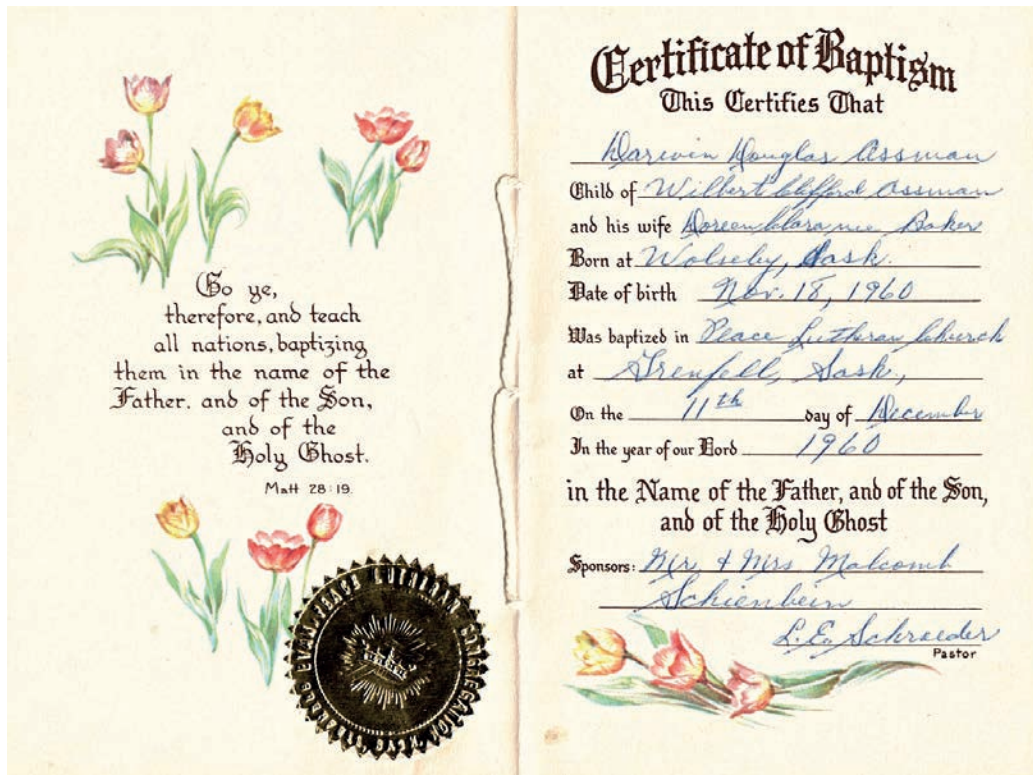 Go ye,
therefore, and teach
all nations, baptizing
them in the name of the
Father. and of the Son,
and of the
Holy Ghost.
Matt 28:19.
PEACE LUTHERAN CONGREGATION
Certificate of Baptism
This Certifies That
Darwin Douglas Assman
Child of Wilbert Clifford Assman
and his wife Doreen Baker
Born at Wolseley, Sask.
Date of birth Nov. 18, 1960
Was baptized in Peace Lutheran Church
at Grenfell, Sask.,
On the 11th day of December
In the year of our Lord 1960
in the Name of the Father, and of the Son,
and of the Holy Ghost
Sponsors: Mr. & Mrs. Malcomb
Schienbein
L.E. Schroeder
Pastor